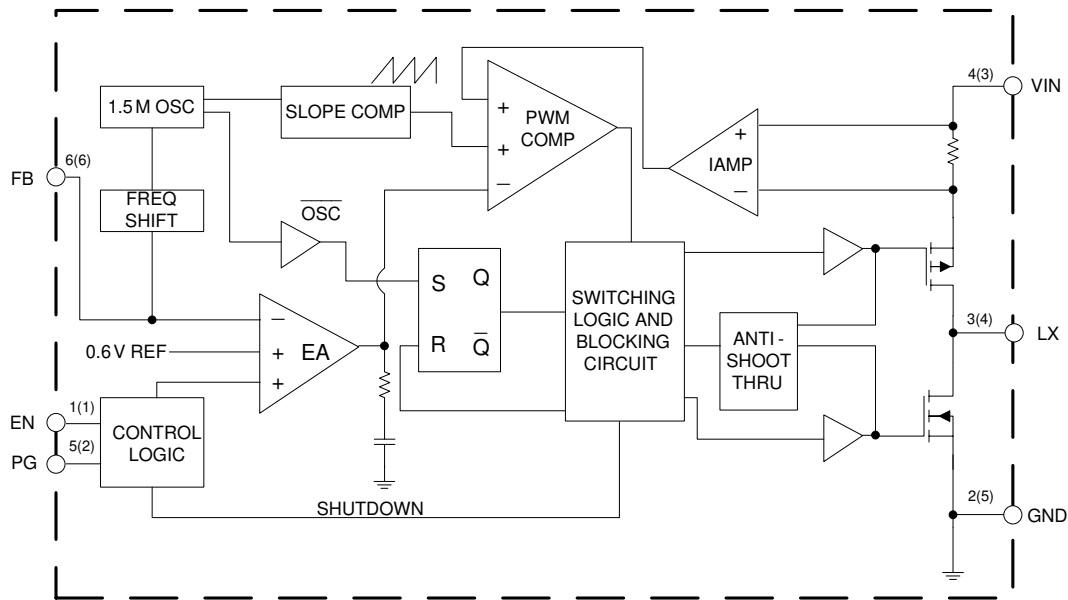 1.5 M OSC
SLOPE COMP
+
+
−
PWM
COMP
+
−
IAMP
4(3)
VIN
6(6)
FB
FREQ
SHIFT
OSC
S
Q
R
Q
SWITCHING
LOGIC AND
BLOCKING
CIRCUIT
ANTI -
SHOOT
THRU
3(4)
LX
−
+
+
EA
0.6 V REF
1(1)
EN
5(2)
PG
CONTROL
LOGIC
SHUTDOWN
2(5)
GND